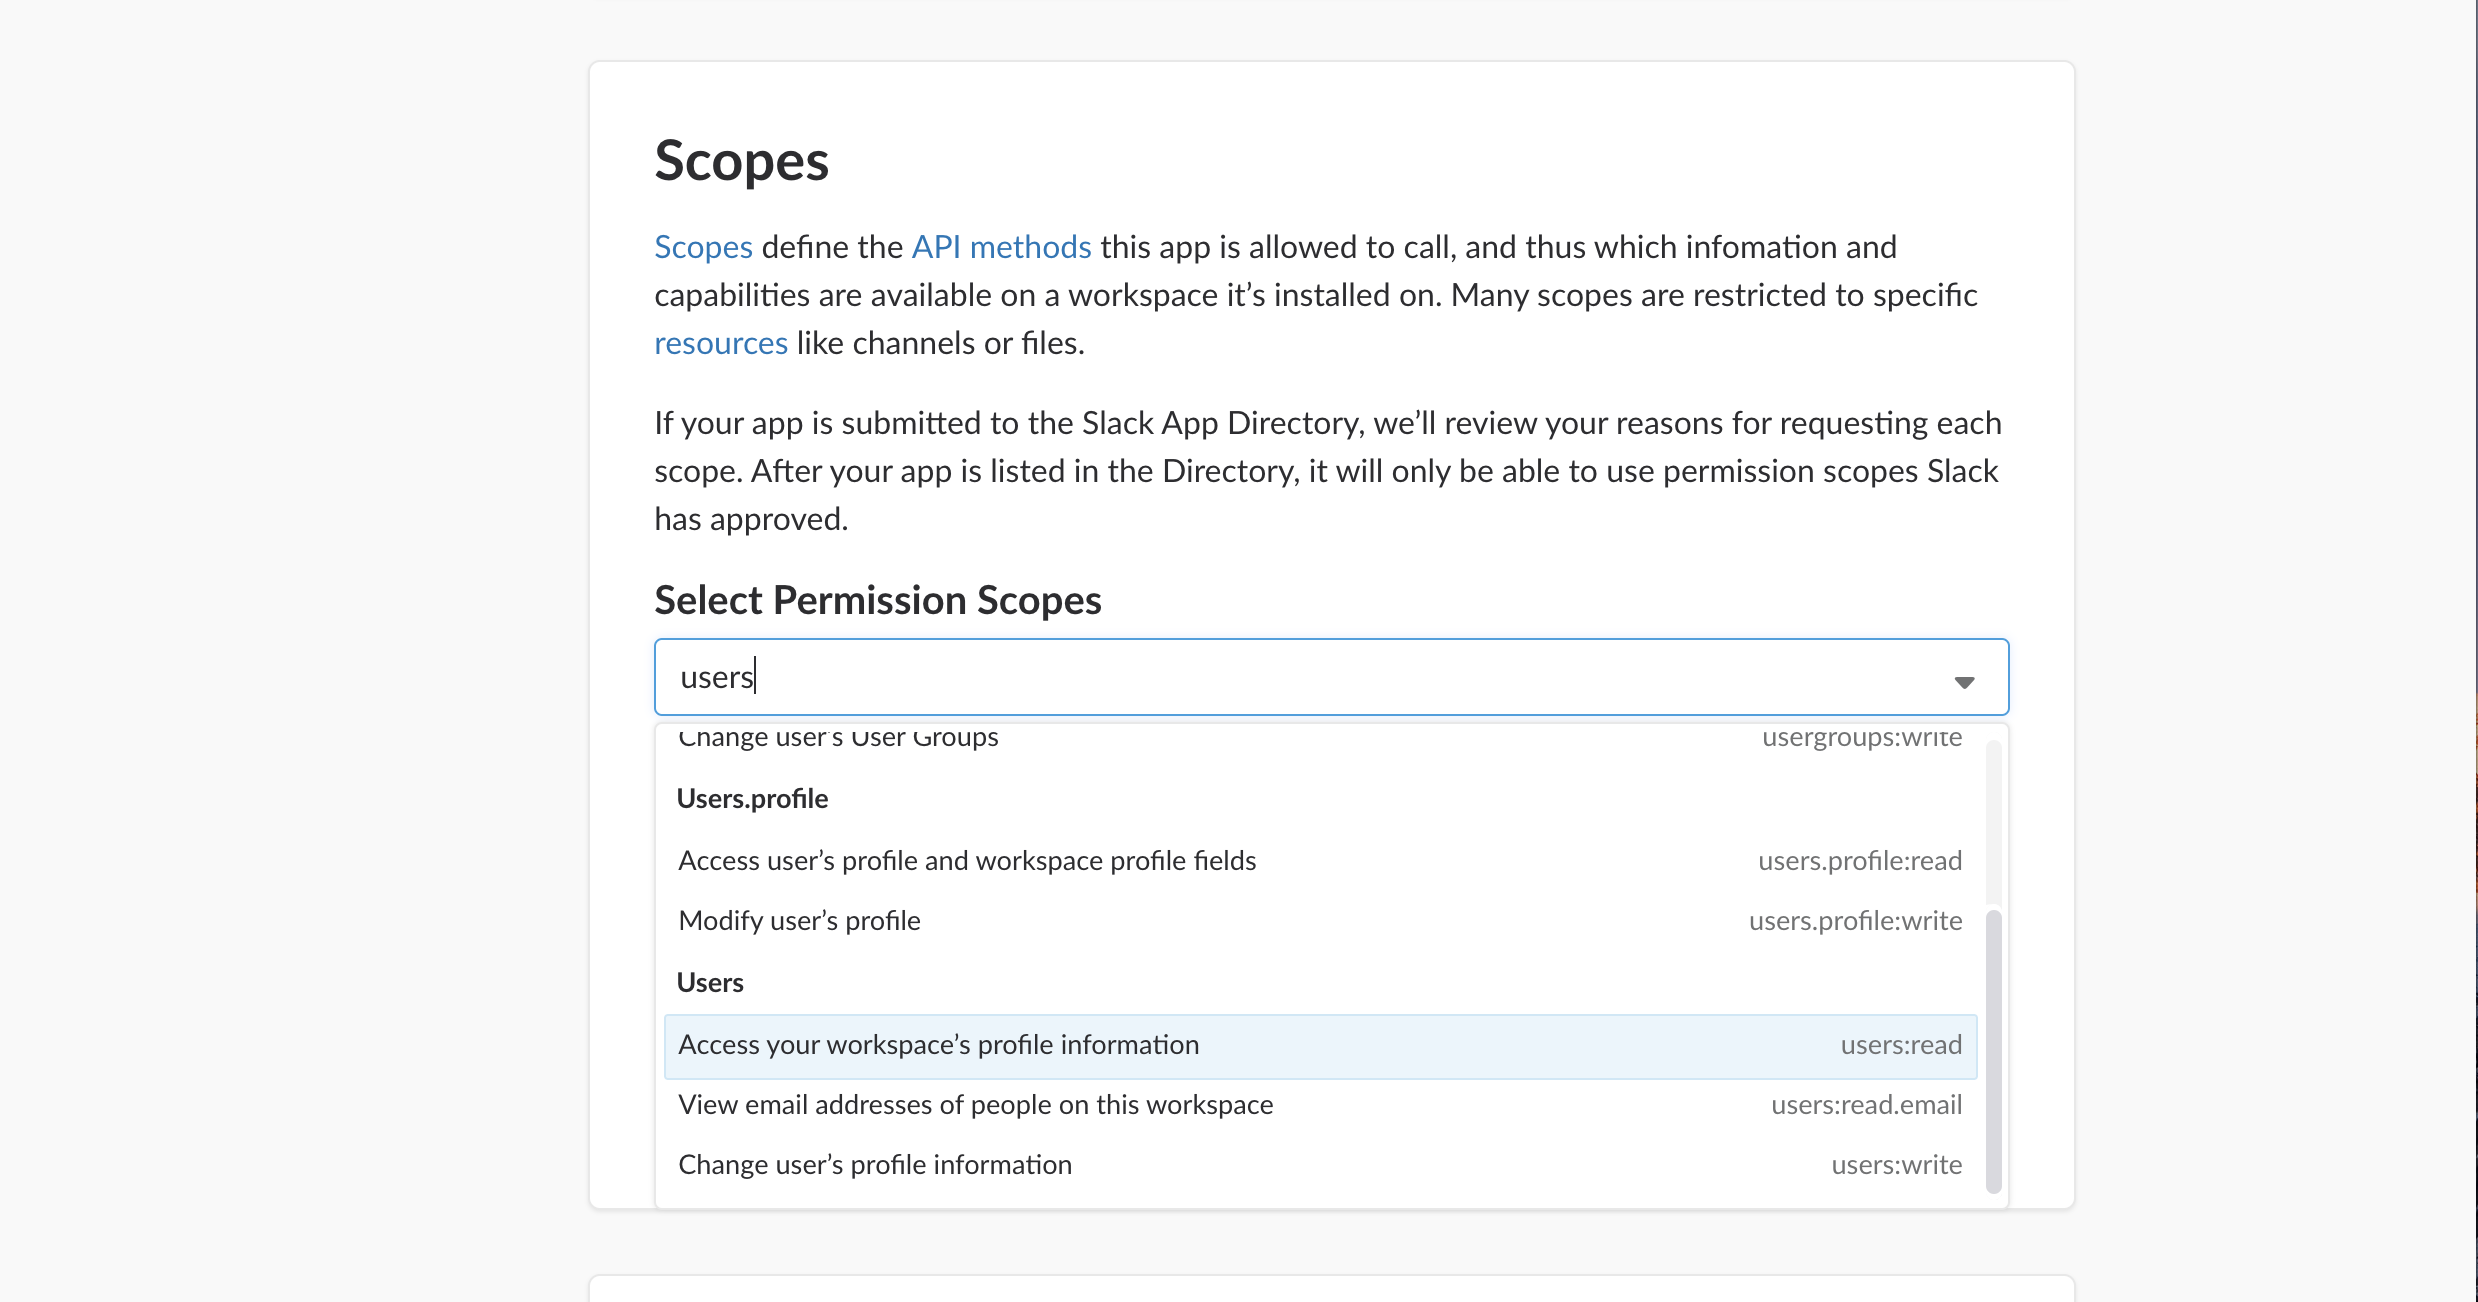 Scopes
Scopes define the API methods this app is allowed to call, and thus which infomation and
capabilities are available on a workspace it’s installed on. Many scopes are restricted to specific
resources like channels or files.
If your app is submitted to the Slack App Directory, we’ll review your reasons for requesting each
scope. After your app is listed in the Directory, it will only be able to use permission scopes Slack
has approved.
Select Permission Scopes
users
Change user’s User Groups usergroups:write
Users.profile
Access user’s profile and workspace profile fields users.profile:read
Modify user’s profile users.profile:write
Users
Access your workspace’s profile information users:read
View email addresses of people on this workspace users:read.email
Change user’s profile information users:write